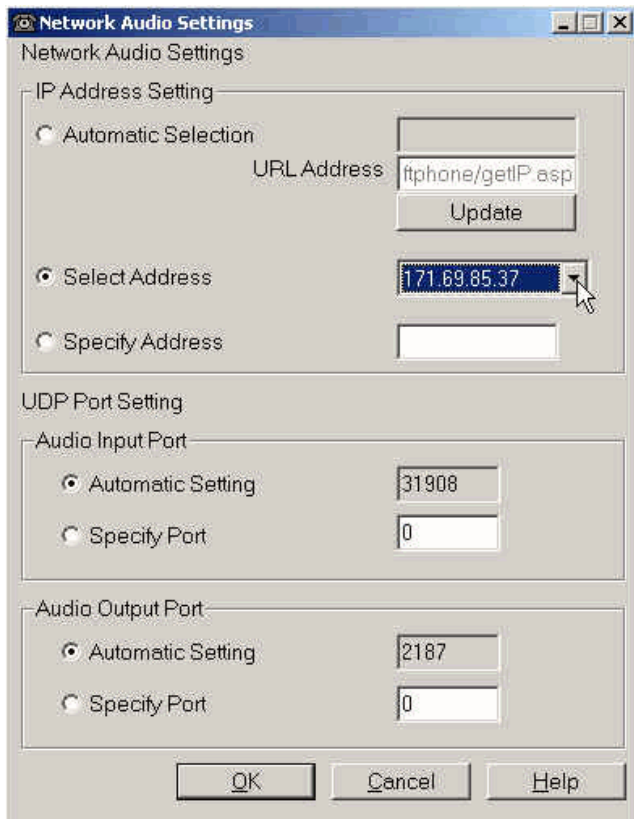 Network Audio Settings
Network Audio Settings
IP Address Setting
Automatic Selection
URL Address ftphone/getIP.asp
Update
Select Address 171.69.85.37
Specify Address
UDP Port Setting
Audio Input Port
Automatic Setting 31908
Specify Port 0
Audio Output Port
Automatic Setting 2187
Specify Port 0
OK Cancel Help